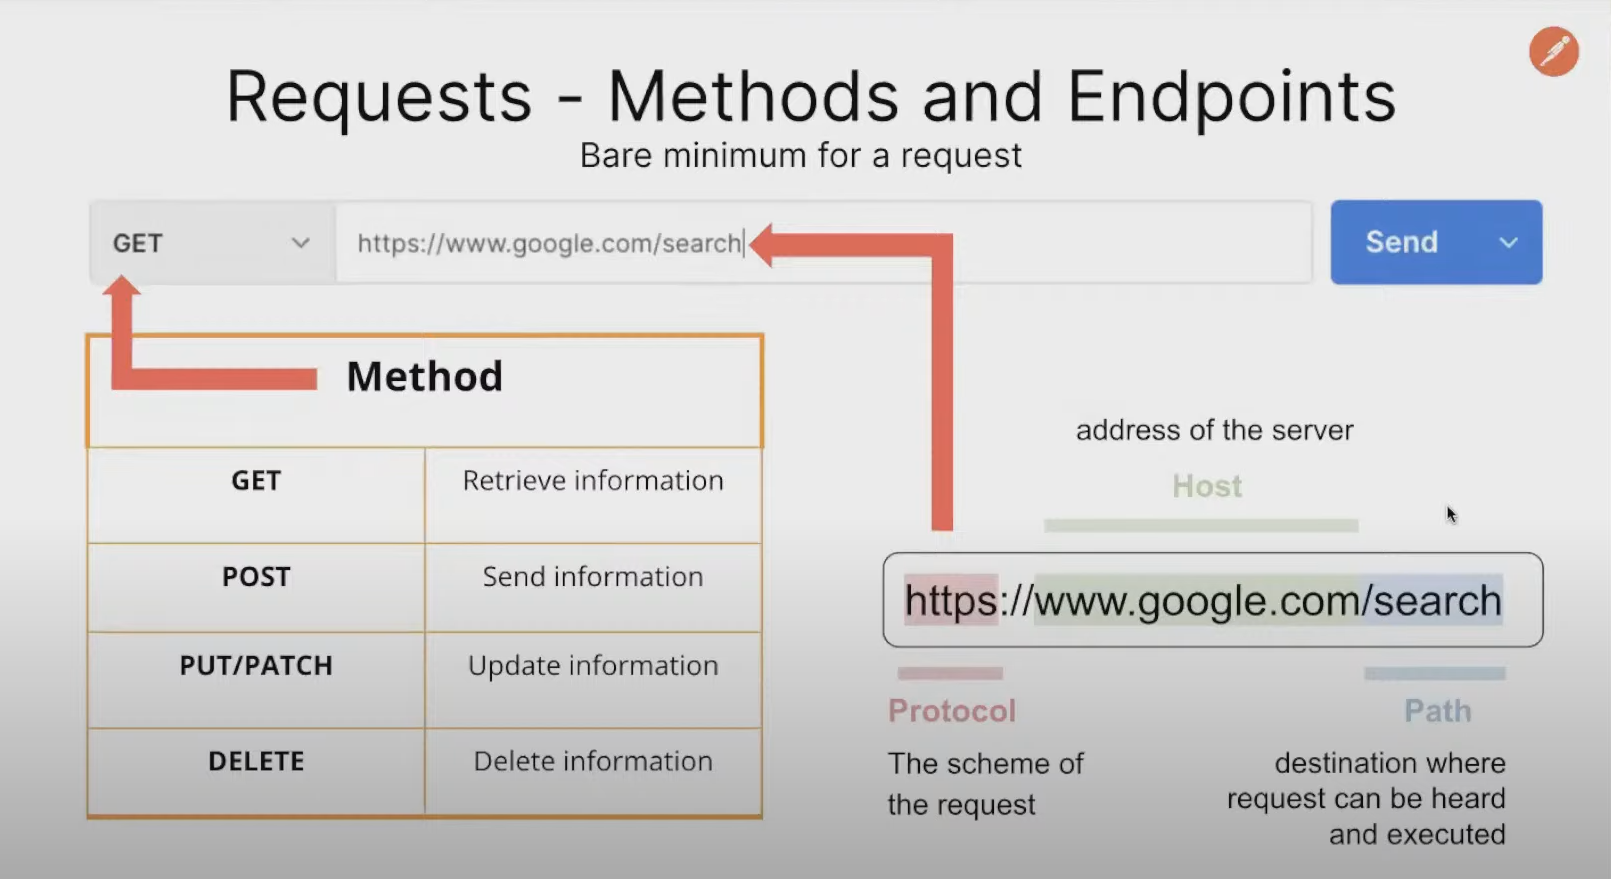 Requests - Methods and Endpoints
Bare minimum for a request
GET
https://www.google.com/search
Send
Method
GET
Retrieve information
POST
Send information
PUT/PATCH
Update information
DELETE
Delete information
address of the server
Host
https://www.google.com/search
Protocol
The scheme of
the request
Path
destination where
request can be heard
and executed